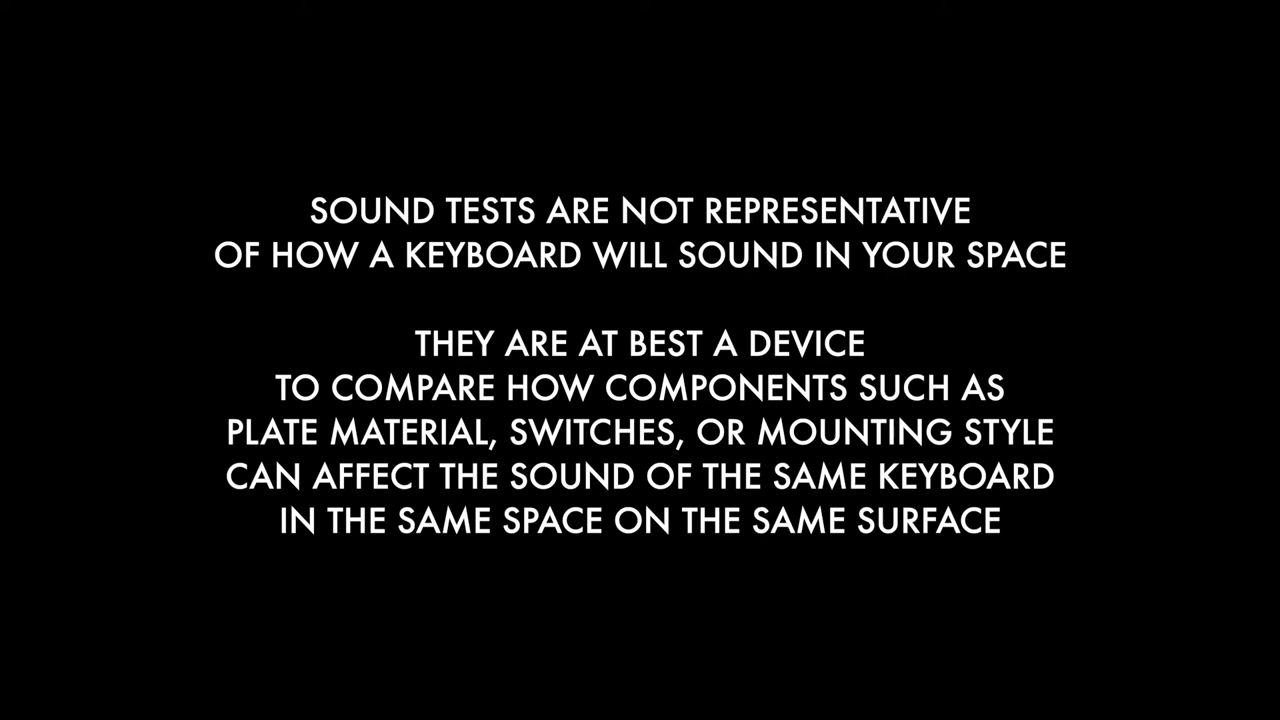 SOUND TESTS ARE NOT REPRESENTATIVE
OF HOW A KEYBOARD WILL SOUND IN YOUR SPACE
THEY ARE AT BEST A DEVICE
TO COMPARE HOW COMPONENTS SUCH AS
PLATE MATERIAL, SWITCHES, OR MOUNTING STYLE
CAN AFFECT THE SOUND OF THE SAME KEYBOARD
IN THE SAME SPACE ON THE SAME SURFACE